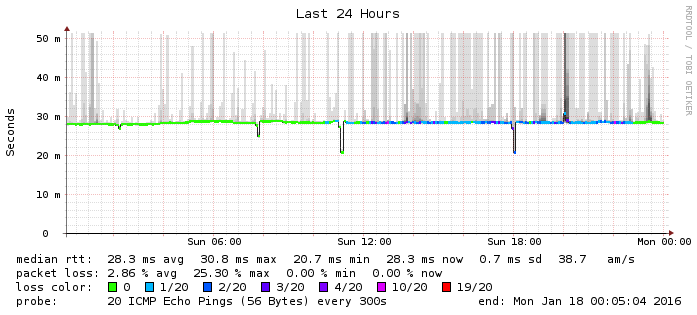 Last 24 Hours
RRDTOOL / TOBI OETIKER
Seconds
50 m
40 m
30 m
20 m
10 m
0
Sun 06:00 Sun 12:00 Sun 18:00 Mon 00:00
median rtt: 28.3 ms avg 30.8 ms max 20.7 ms min 28.3 ms now 0.7 ms sd 38.7 am/s
packet loss: 2.86 % avg 25.30 % max 0.00 % min 0.00 % now
loss color: 0 1/20 2/20 3/20 4/20 10/20 19/20
probe: 20 ICMP Echo Pings (56 Bytes) every 300s end: Mon Jan 18 00:05:04 2016